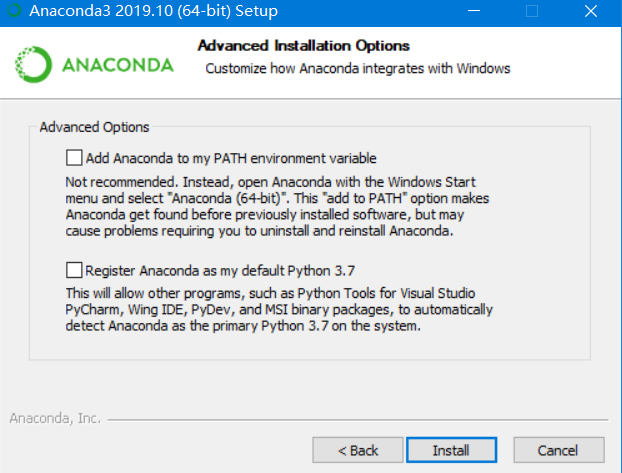 Anaconda3 2019.10 (64-bit) Setup
Advanced Installation Options
Customize how Anaconda integrates with Windows
ANACONDA
Advanced Options
Add Anaconda to my PATH environment variable
Not recommended. Instead, open Anaconda with the Windows Start
menu and select "Anaconda (64-bit)". This "add to PATH" option makes
Anaconda get found before previously installed software, but may
cause problems requiring you to uninstall and reinstall Anaconda.
Register Anaconda as my default Python 3.7
This will allow other programs, such as Python Tools for Visual Studio
PyCharm, Wing IDE, PyDev, and MSI binary packages, to automatically
detect Anaconda as the primary Python 3.7 on the system.
Anaconda, Inc.
< Back
Install
Cancel